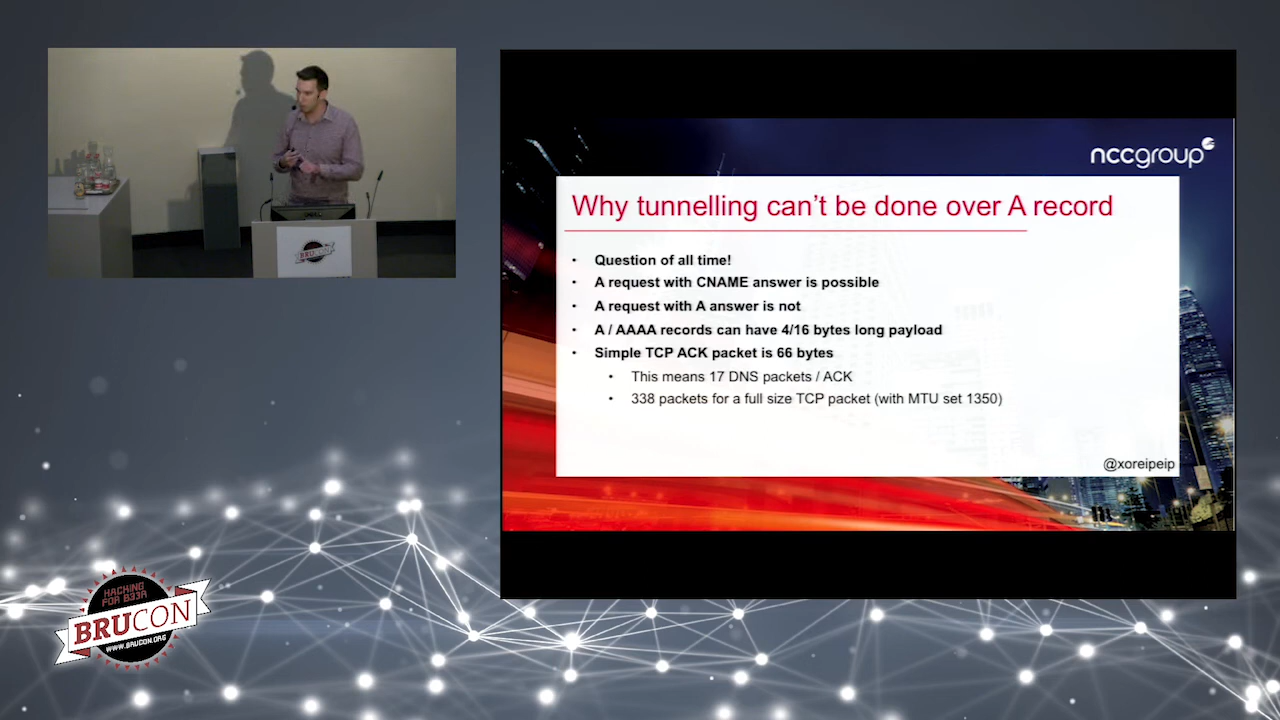 nccgroup
Why tunnelling can't be done over A record
• Question of all time!
• A request with CNAME answer is possible
• A request with A answer is not
• A / AAAA records can have 4/16 bytes long payload
• Simple TCP ACK packet is 66 bytes
• This means 17 DNS packets / ACK
• 338 packets for a full size TCP packet (with MTU set 1350)
@xoreipeip
BRUCON
HACKING
FOR B33R
BRUCON
WWW.BRUCON.ORG